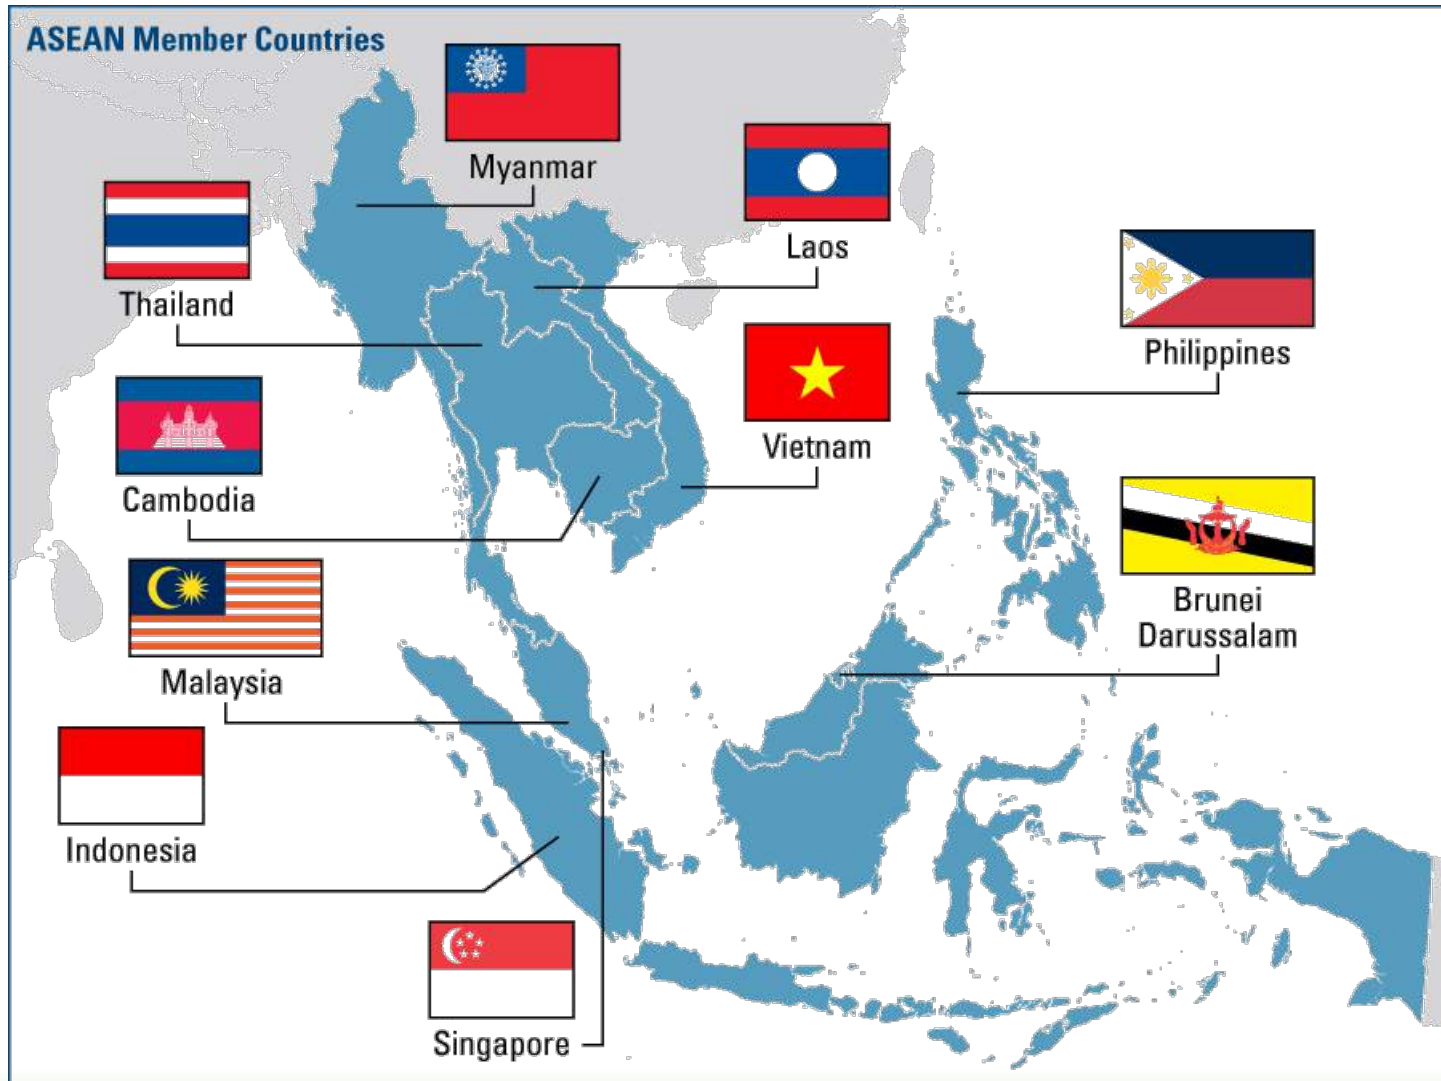 ASEAN Member Countries
Myanmar
Laos
Thailand
Philippines
Vietnam
Cambodia
Brunei
Darussalam
Malaysia
Indonesia
Singapore